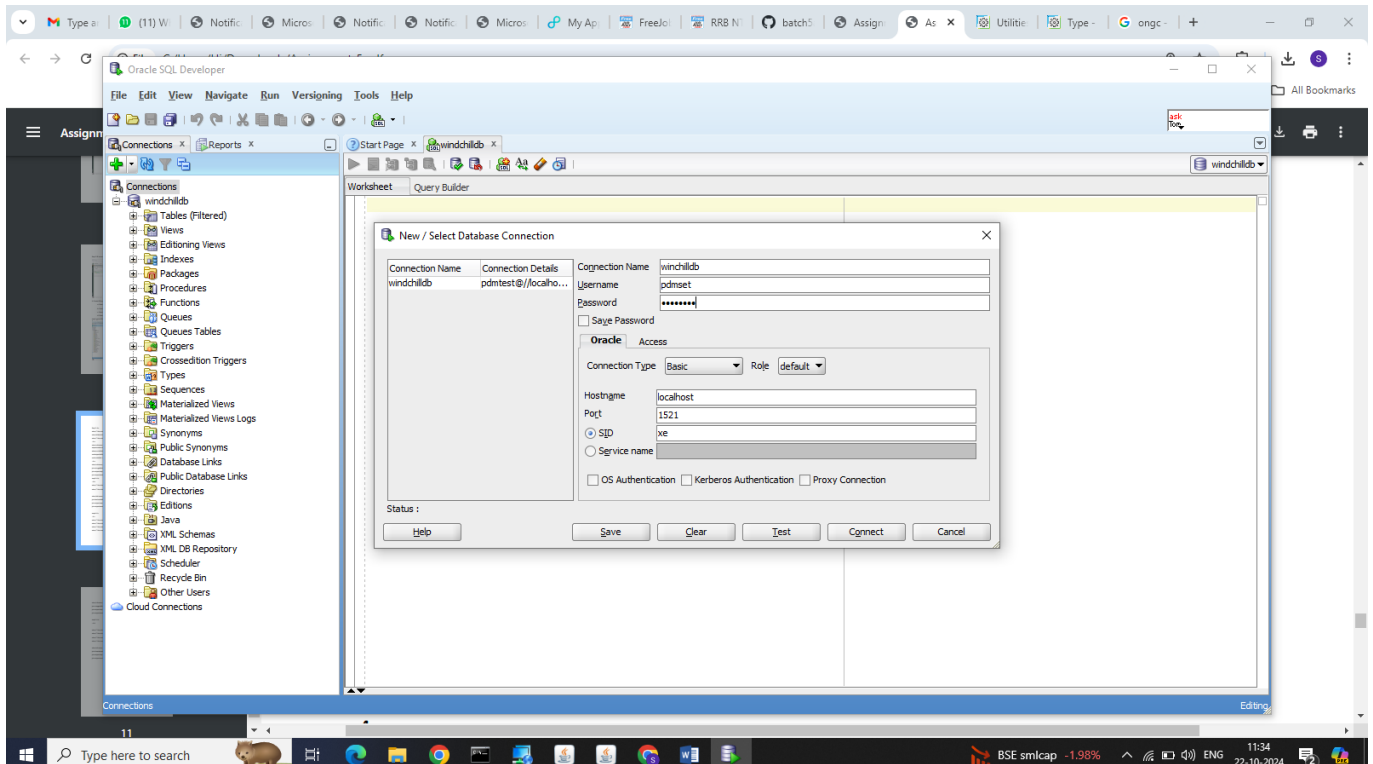 Type a
(11) W
Notific
Micros
Notific
Notific
Micros
My Ap
FreeJo
RRB N
batch5
Assign
As
Utilitie
Type -
ongc -
S
All Bookmarks
Assignm
Oracle SQL Developer
File Edit View Navigate Run Versioning Tools Help
ask
Tom
Connections
Reports
Start Page
windchilldb
windchilldb
Worksheet Query Builder
Connections
windchilldb
Tables (Filtered)
Views
Editioning Views
Indexes
Packages
Procedures
Functions
Queues
Queues Tables
Triggers
Crossedition Triggers
Types
Sequences
Materialized Views
Materialized Views Logs
Synonyms
Public Synonyms
Database Links
Public Database Links
Directories
Editions
Java
XML Schemas
XML DB Repository
Scheduler
Recycle Bin
Other Users
Cloud Connections
New / Select Database Connection
Connection Name Connection Details
windchilldb pdmtest@//localho...
Connection Name winchilldb
Username pdmset
Password ••••••••
Save Password
Oracle Access
Connection Type Basic Role default
Hostname localhost
Port 1521
SID xe
Service name
OS Authentication Kerberos Authentication Proxy Connection
Status :
Help Save Clear Test Connect Cancel
Connections Editing
11
Type here to search
BSE smlcap -1.98%
ENG
11:34
22-10-2024
2